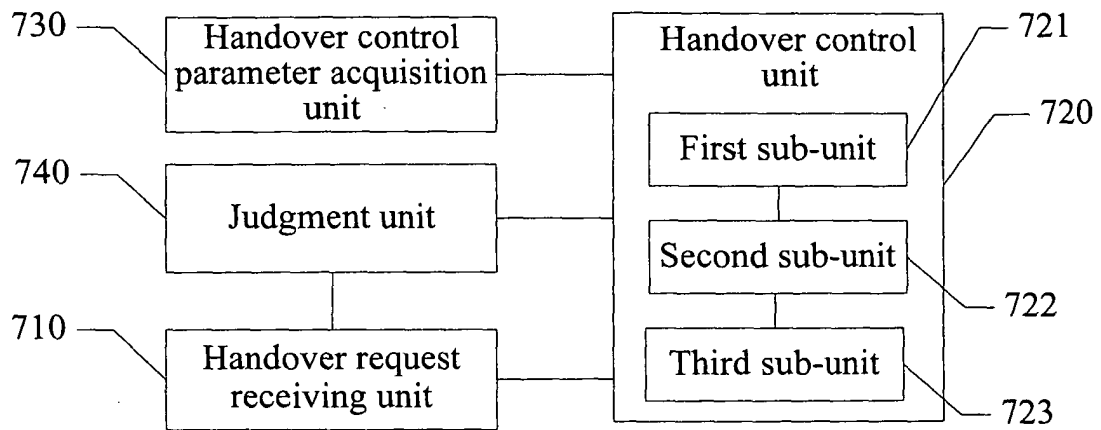 730
Handover control
parameter acquisition
unit
Handover control
unit
721
720
First sub-unit
740
Judgment unit
Second sub-unit
722
710
Handover request
receiving unit
Third sub-unit
723